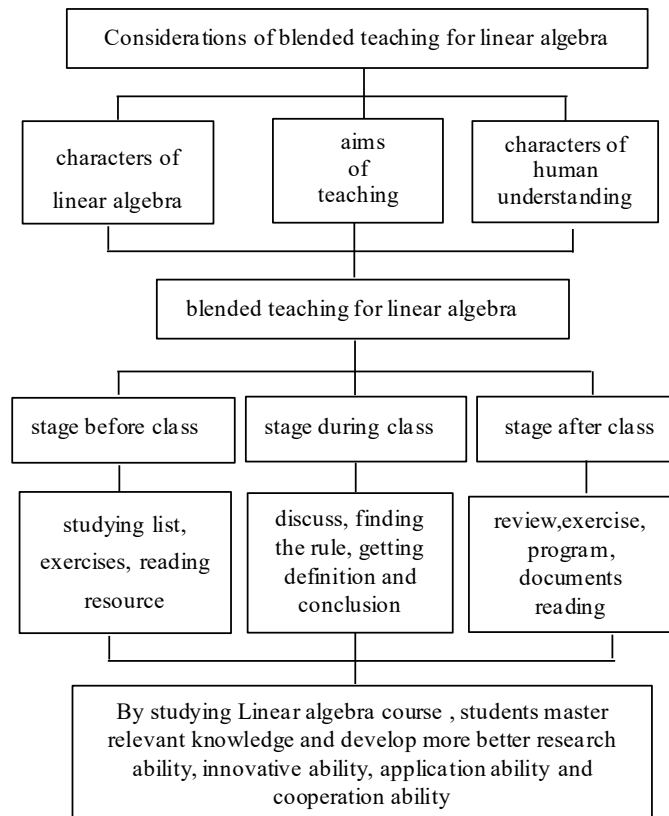 Considerations of blended teaching for linear algebra
characters of
linear algebra
aims
of
teaching
characters of
human
understanding
blended teaching for linear algebra
stage before class
stage during class
stage after class
studying list,
exercises, reading
resource
discuss, finding
the rule, getting
definition and
conclusion
review,exercise,
program,
documents
reading
By studying Linear algebra course , students master
relevant knowledge and develop more better research
ability, innovative ability, application ability and
cooperation ability